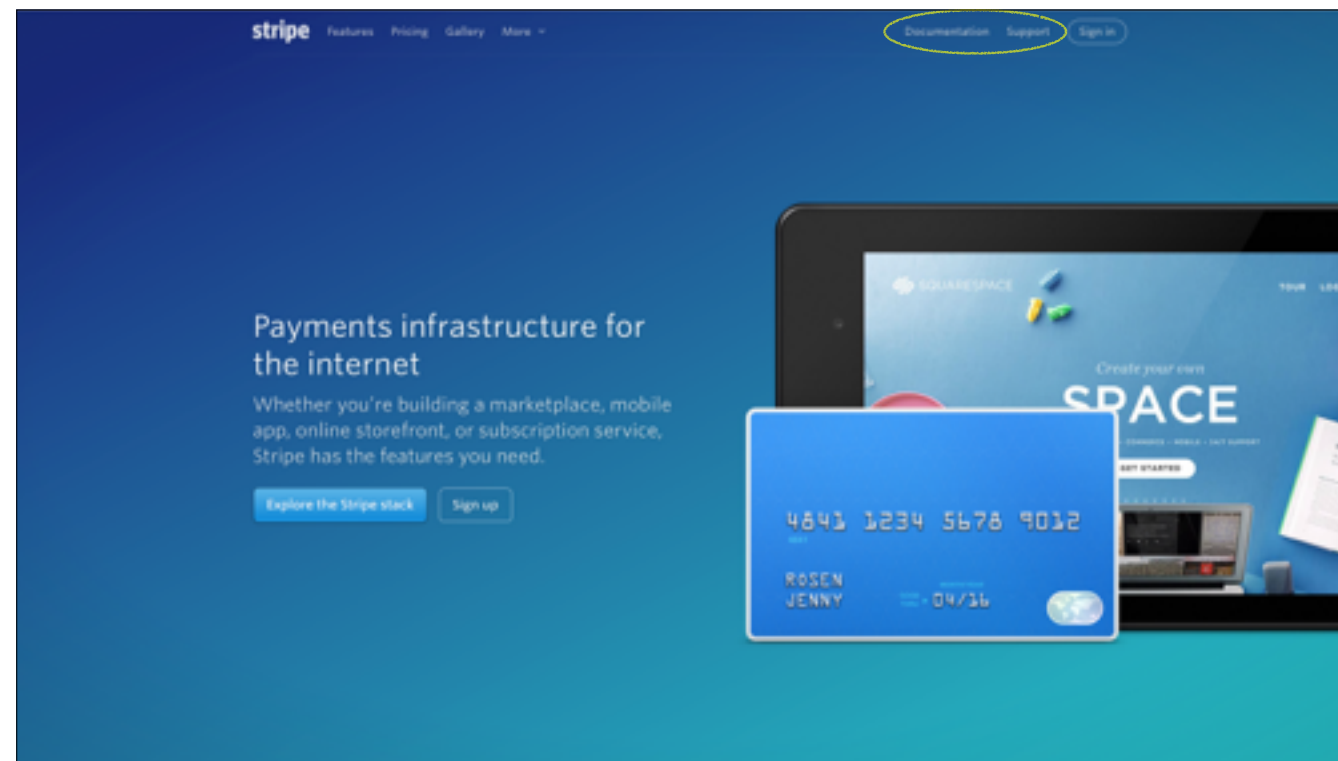 stripe Features Pricing Gallery More Documentation Support Sign in
SQUARESPACE TOUR
Create your own
SPACE
GET STARTED
Payments infrastructure for
the internet
Whether you're building a marketplace, mobile
app, online storefront, or subscription service,
Stripe has the features you need.
Explore the Stripe stack Sign up
4841 1234 5678 9012
ROSEN
JENNY 04/16